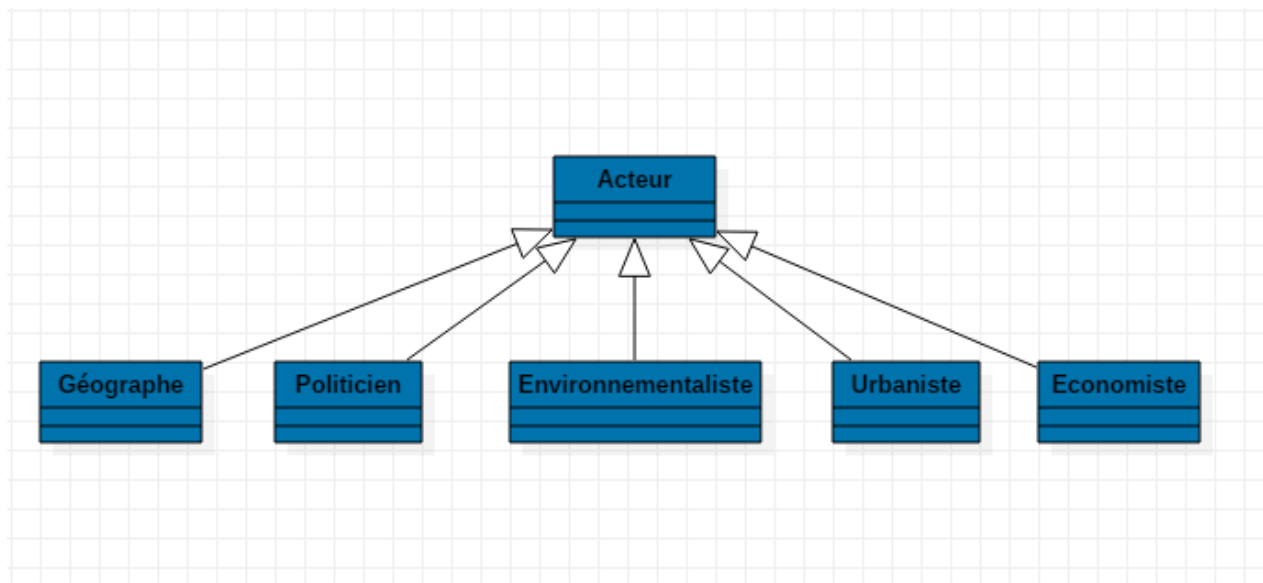 Acteur
Géographe
Politicien
Environnementaliste
Urbaniste
Economiste